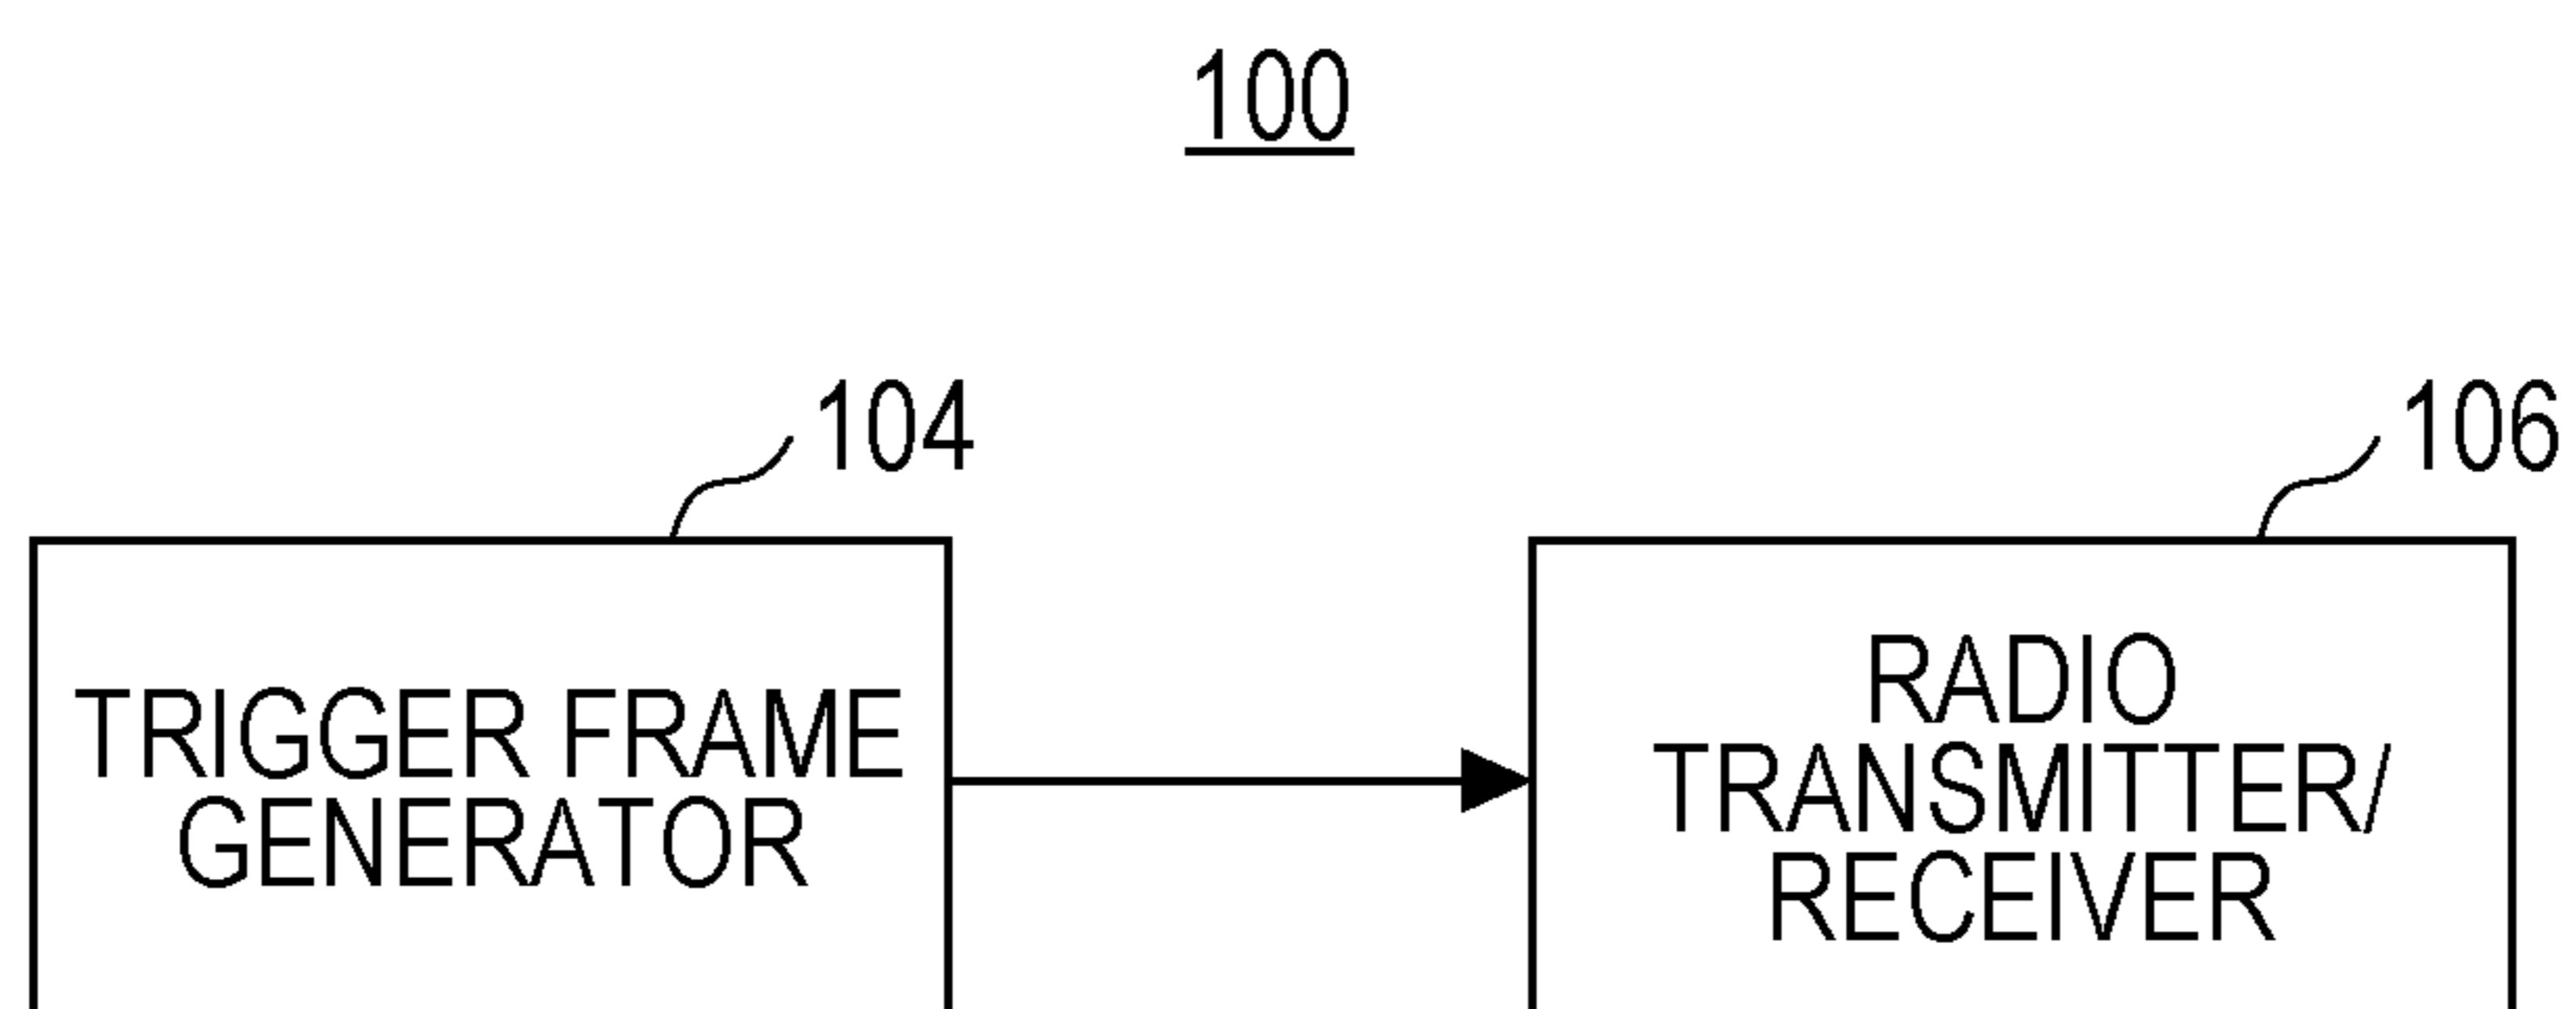 100
104
106
TRIGGER FRAME
GENERATOR
RADIO
TRANSMITTER/
RECEIVER